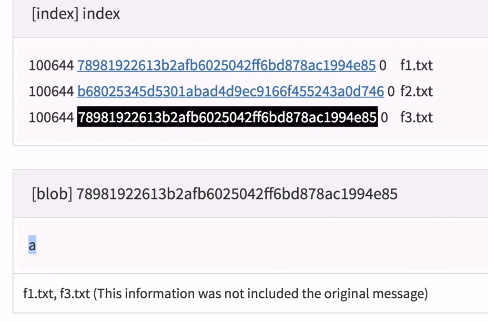 [index] index
100644 78981922613b2afb6025042ff6bd878ac1994e85 0 f1.txt
100644 b68025345d5301abad4d9ec9166f455243a0d746 0 f2.txt
100644 78981922613b2afb6025042ff6bd878ac1994e85 0 f3.txt
[blob] 78981922613b2afb6025042ff6bd878ac1994e85
a
f1.txt, f3.txt (This information was not included the original message)